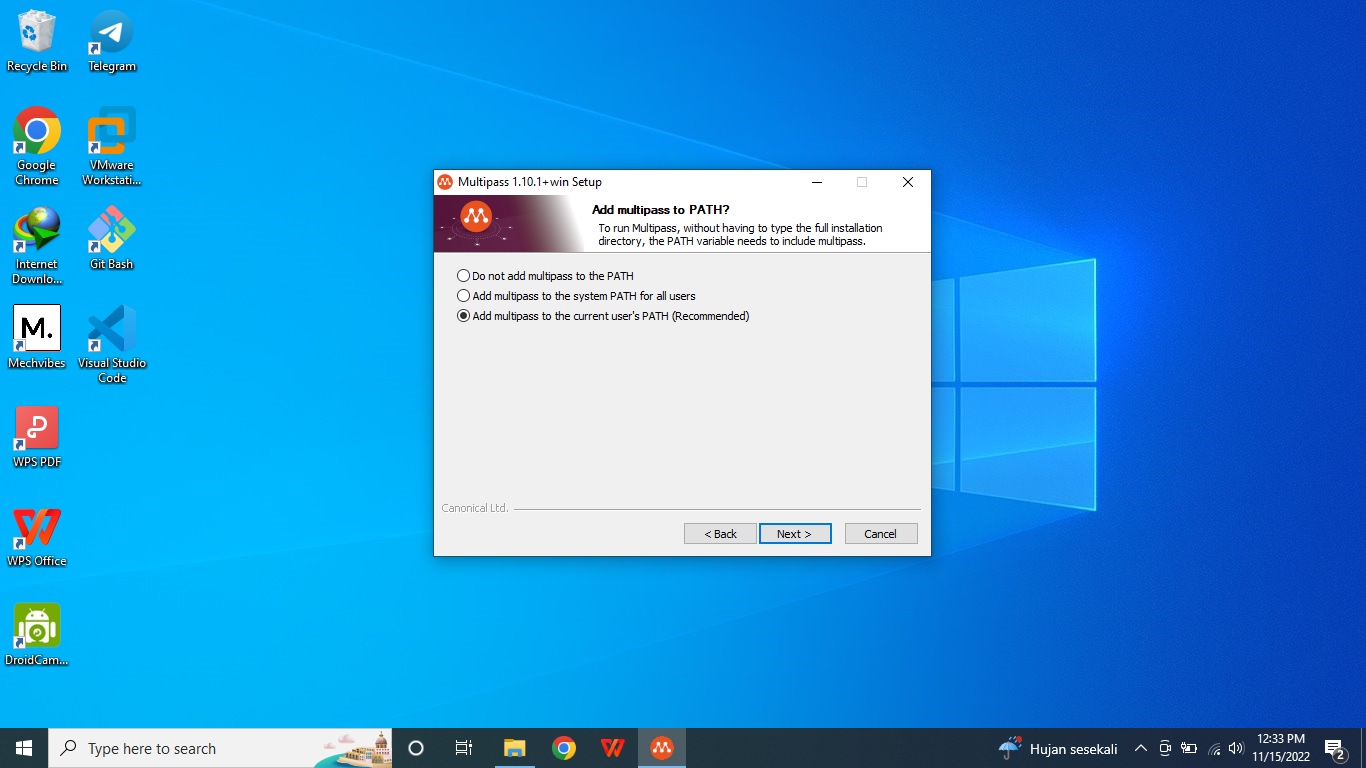 Recycle Bin
Telegram
Google
Chrome
VMware
Workstati...
Internet
Downlo...
Git Bash
M.
Mechvibes
Visual Studio
Code
WPS PDF
WPS Office
DroidCam...
Multipass 1.10.1+win Setup
Add multipass to PATH?
To run Multipass, without having to type the full installation
directory, the PATH variable needs to include multipass.
Do not add multipass to the PATH
Add multipass to the system PATH for all users
Add multipass to the current user's PATH (Recommended)
Canonical Ltd.
< Back
Next >
Cancel
Type here to search
Hujan sesekali
12:33 PM
11/15/2022
2